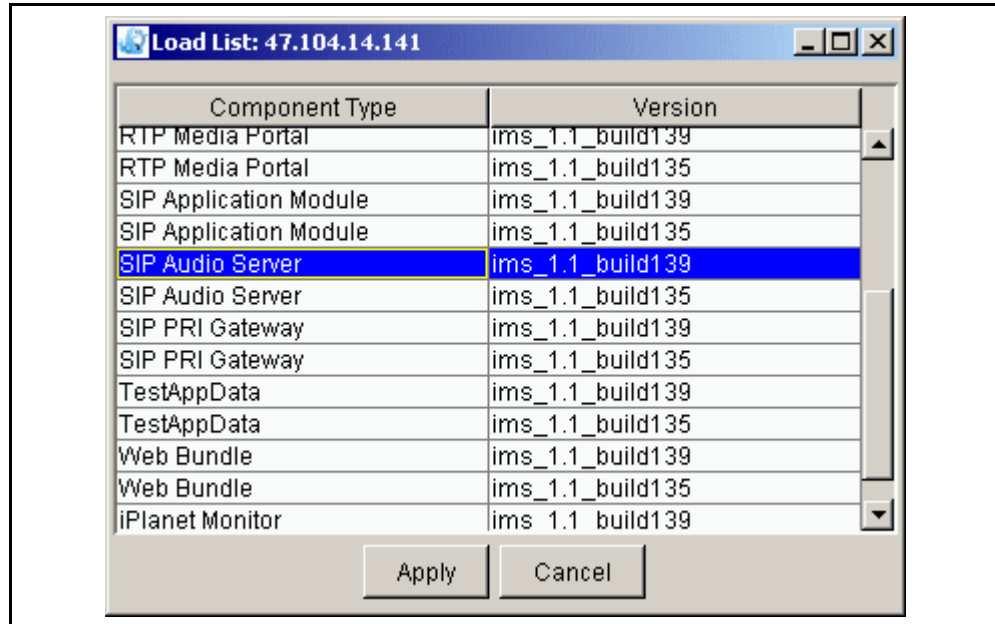 Load List: 47.104.14.141
Component Type Version
RTP Media Portal ims_1.1_build139
RTP Media Portal ims_1.1_build135
SIP Application Module ims_1.1_build139
SIP Application Module ims_1.1_build135
SIP Audio Server ims_1.1_build139
SIP Audio Server ims_1.1_build135
SIP PRI Gateway ims_1.1_build139
SIP PRI Gateway ims_1.1_build135
TestAppData ims_1.1_build139
TestAppData ims_1.1_build135
Web Bundle ims_1.1_build139
Web Bundle ims_1.1_build135
iPlanet Monitor ims_1.1_build139
Apply Cancel